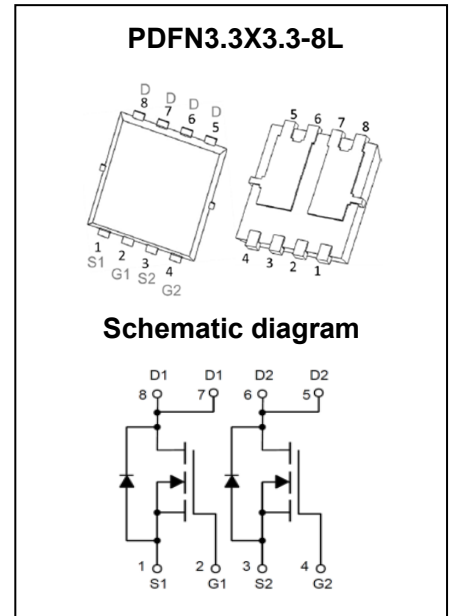 PDFN3.3X3.3-8L
D D D D
8 7 6 5
1 2 3 4
S1 G1 S2 G2
5 6 7 8
4 3 2 1
Schematic diagram
D1 D1 D2 D2
8 7 6 5
1 2 3 4
S1 G1 S2 G2